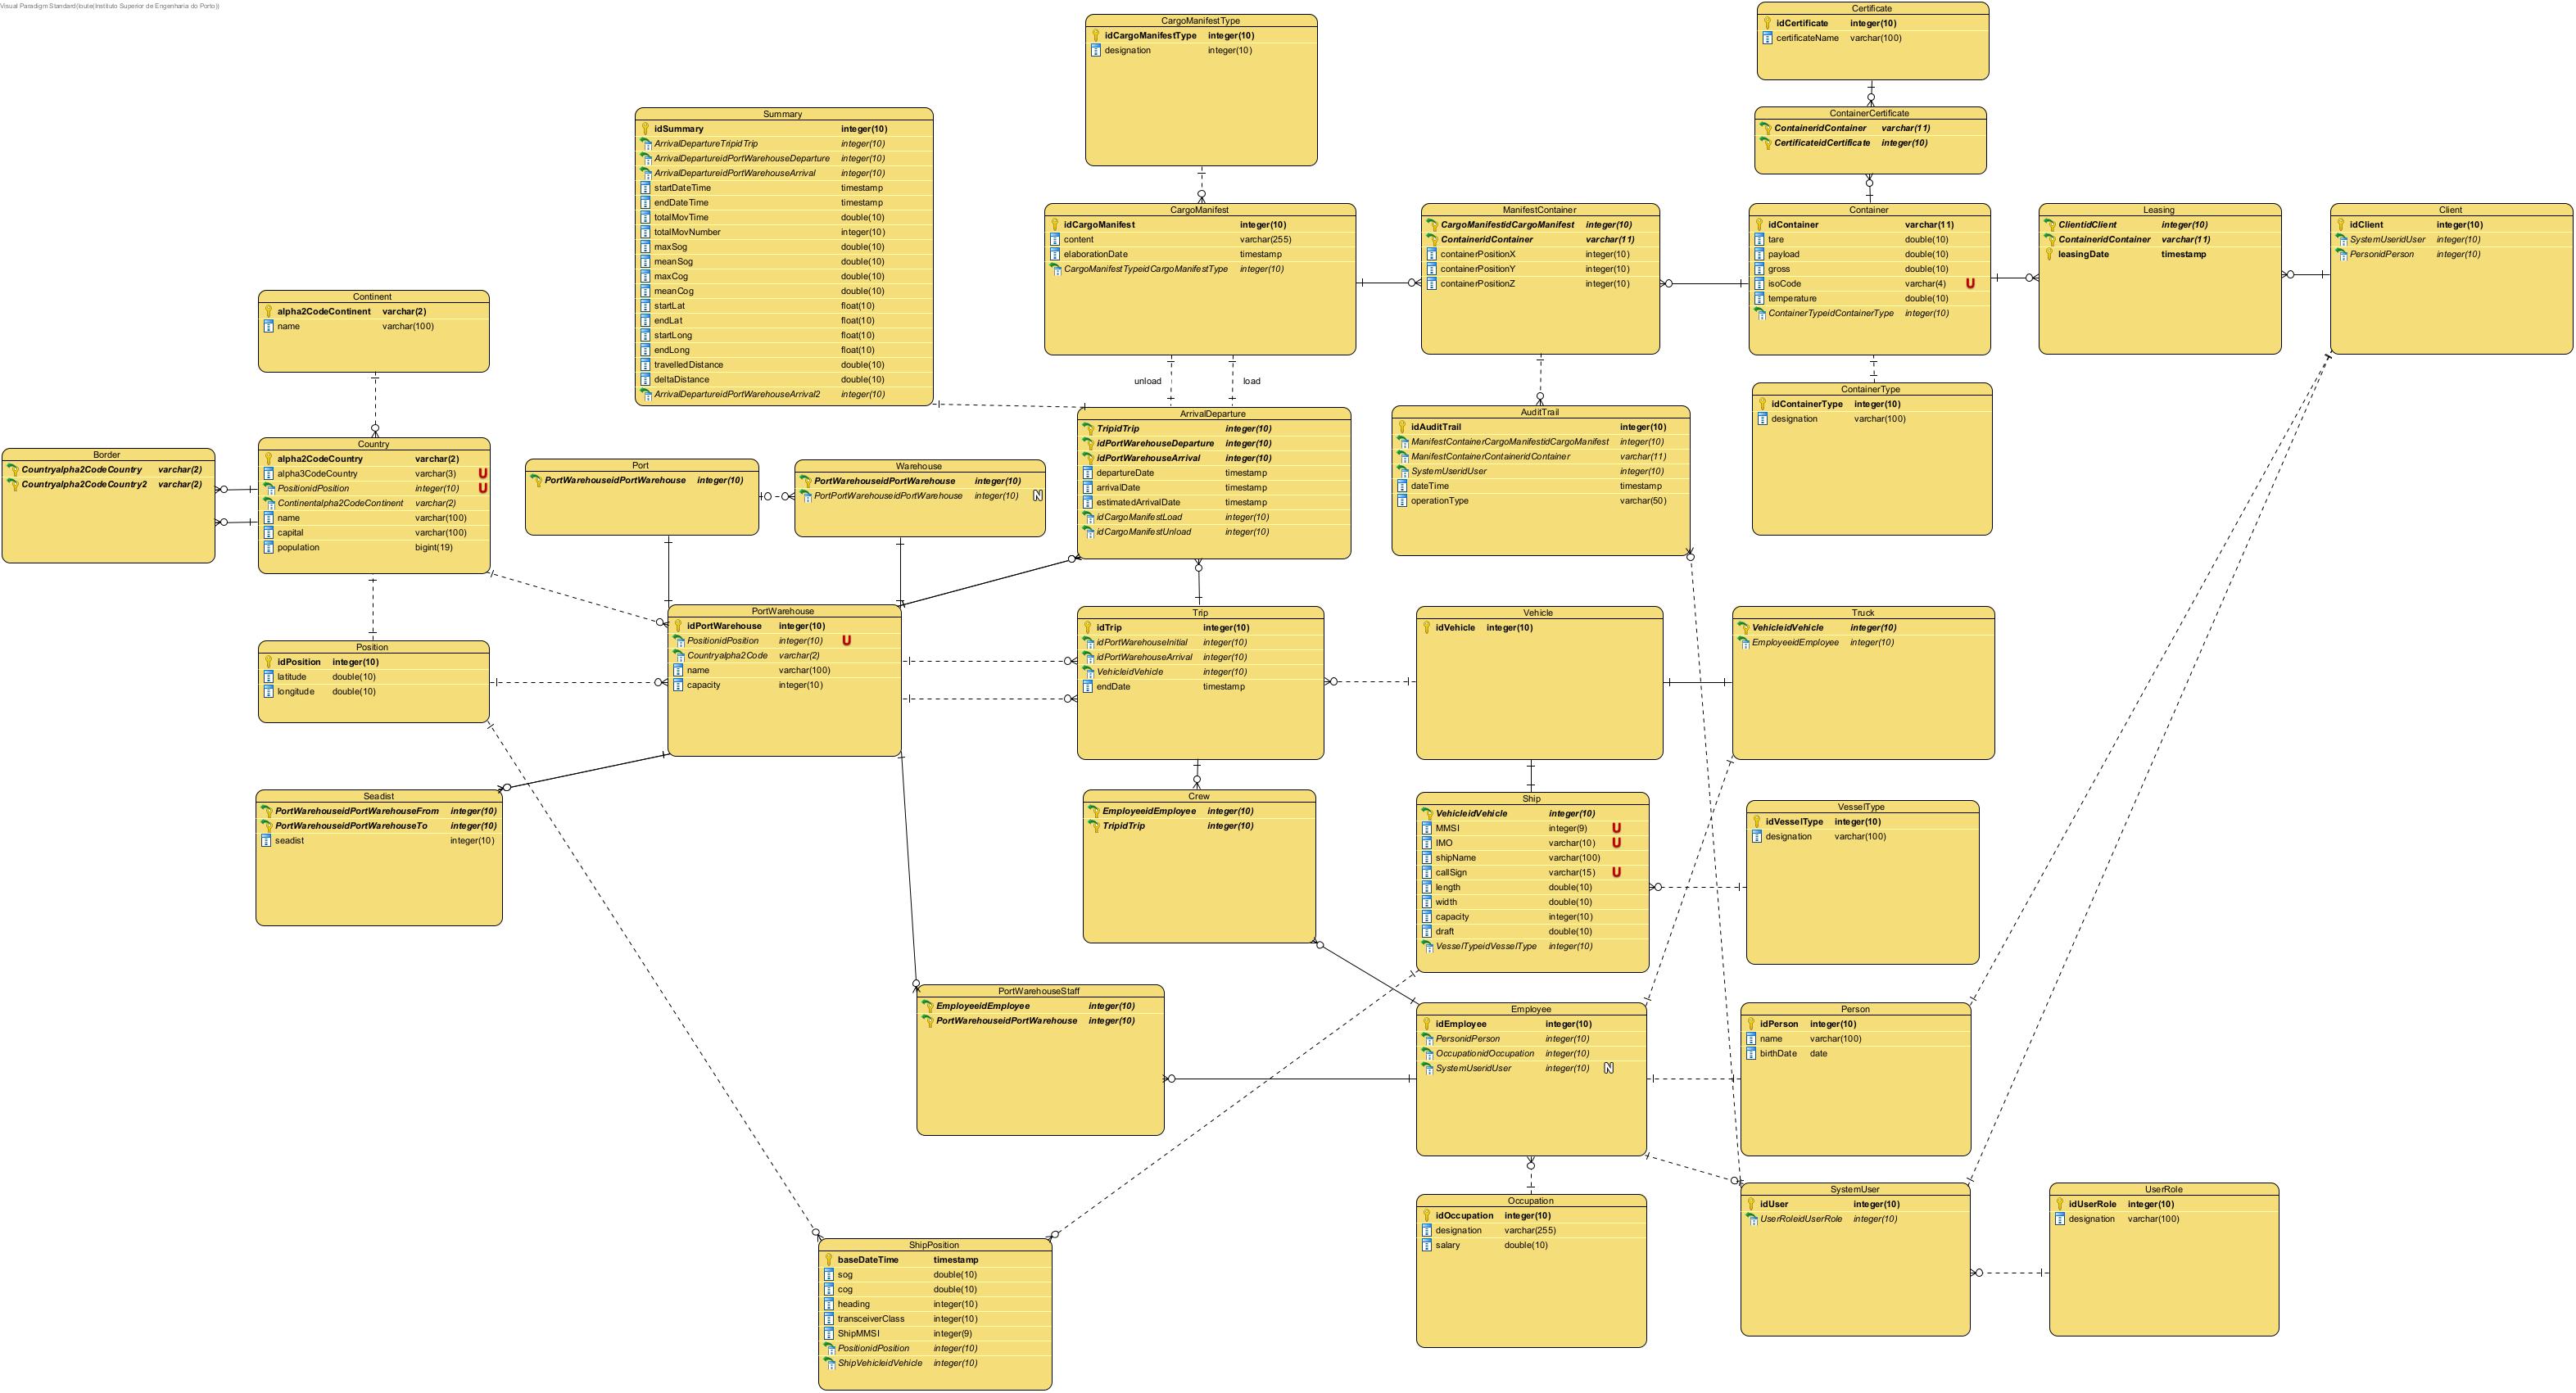 Visual Paradigm Standard(loute(Instituto Superior de Engenharia do Porto))
CargoManifestType
idCargoManifestType integer(10)
designation integer(10)
Certificate
idCertificate integer(10)
certificateName varchar(100)
Summary
idSummary integer(10)
ArrivalDepartureTripidTrip integer(10)
ArrivalDepartureidPortWarehouseDeparture integer(10)
ArrivalDepartureidPortWarehouseArrival integer(10)
startDateTime timestamp
endDateTime timestamp
totalMovTime double(10)
totalMovNumber integer(10)
maxSog double(10)
meanSog double(10)
maxCog double(10)
meanCog double(10)
startLat float(10)
endLat float(10)
startLong float(10)
endLong float(10)
travelledDistance double(10)
deltaDistance double(10)
ArrivalDepartureidPortWarehouseArrival2 integer(10)
ContainerCertificate
ContaineridContainer varchar(11)
CertificateidCertificate integer(10)
CargoManifest
idCargoManifest integer(10)
content varchar(255)
elaborationDate timestamp
CargoManifestTypeidCargoManifestType integer(10)
ManifestContainer
CargoManifestidCargoManifest integer(10)
ContaineridContainer varchar(11)
containerPositionX integer(10)
containerPositionY integer(10)
containerPositionZ integer(10)
Container
idContainer varchar(11)
tare double(10)
payload double(10)
gross double(10)
isoCode varchar(4) U
temperature double(10)
ContainerTypeidContainerType integer(10)
Leasing
ClientidClient integer(10)
ContaineridContainer varchar(11)
leasingDate timestamp
Client
idClient integer(10)
SystemUseridUser integer(10)
PersonidPerson integer(10)
Continent
alpha2CodeContinent varchar(2)
name varchar(100)
unload
load
ContainerType
idContainerType integer(10)
designation varchar(100)
ArrivalDeparture
TripidTrip integer(10)
idPortWarehouseDeparture integer(10)
idPortWarehouseArrival integer(10)
departureDate timestamp
arrivalDate timestamp
estimatedArrivalDate timestamp
idCargoManifestLoad integer(10)
idCargoManifestUnload integer(10)
AuditTrail
idAuditTrail integer(10)
ManifestContainerCargoManifestidCargoManifest integer(10)
ManifestContainerContaineridContainer varchar(11)
SystemUseridUser integer(10)
dateTime timestamp
operationType varchar(50)
Border
Countryalpha2CodeCountry varchar(2)
Countryalpha2CodeCountry2 varchar(2)
Country
alpha2CodeCountry varchar(2)
alpha3CodeCountry varchar(3) U
PositionidPosition integer(10) U
Continentalpha2CodeContinent varchar(2)
name varchar(100)
capital varchar(100)
population bigint(19)
Port
PortWarehouseidPortWarehouse integer(10)
Warehouse
PortWarehouseidPortWarehouse integer(10)
PortPortWarehouseidPortWarehouse integer(10) N
PortWarehouse
idPortWarehouse integer(10)
PositionidPosition integer(10) U
Countryalpha2Code varchar(2)
name varchar(100)
capacity integer(10)
Trip
idTrip integer(10)
idPortWarehouseInitial integer(10)
idPortWarehouseArrival integer(10)
VehicleidVehicle integer(10)
endDate timestamp
Vehicle
idVehicle integer(10)
Truck
VehicleidVehicle integer(10)
EmployeeidEmployee integer(10)
Position
idPosition integer(10)
latitude double(10)
longitude double(10)
Seadist
PortWarehouseidPortWarehouseFrom integer(10)
PortWarehouseidPortWarehouseTo integer(10)
seadist integer(10)
Crew
EmployeeidEmployee integer(10)
TripidTrip integer(10)
Ship
VehicleidVehicle integer(10)
MMSI integer(9) U
IMO varchar(10) U
shipName varchar(100)
callSign varchar(15) U
length double(10)
width double(10)
capacity integer(10)
draft double(10)
VesselTypeidVesselType integer(10)
VesselType
idVesselType integer(10)
designation varchar(100)
PortWarehouseStaff
EmployeeidEmployee integer(10)
PortWarehouseidPortWarehouse integer(10)
Employee
idEmployee integer(10)
PersonidPerson integer(10)
OccupationidOccupation integer(10)
SystemUseridUser integer(10) N
Person
idPerson integer(10)
name varchar(100)
birthDate date
Occupation
idOccupation integer(10)
designation varchar(255)
salary double(10)
SystemUser
idUser integer(10)
UserRoleidUserRole integer(10)
UserRole
idUserRole integer(10)
designation varchar(100)
ShipPosition
baseDateTime timestamp
sog double(10)
cog double(10)
heading integer(10)
transceiverClass integer(10)
ShipMMSI integer(9)
PositionidPosition integer(10)
ShipVehicleidVehicle integer(10)